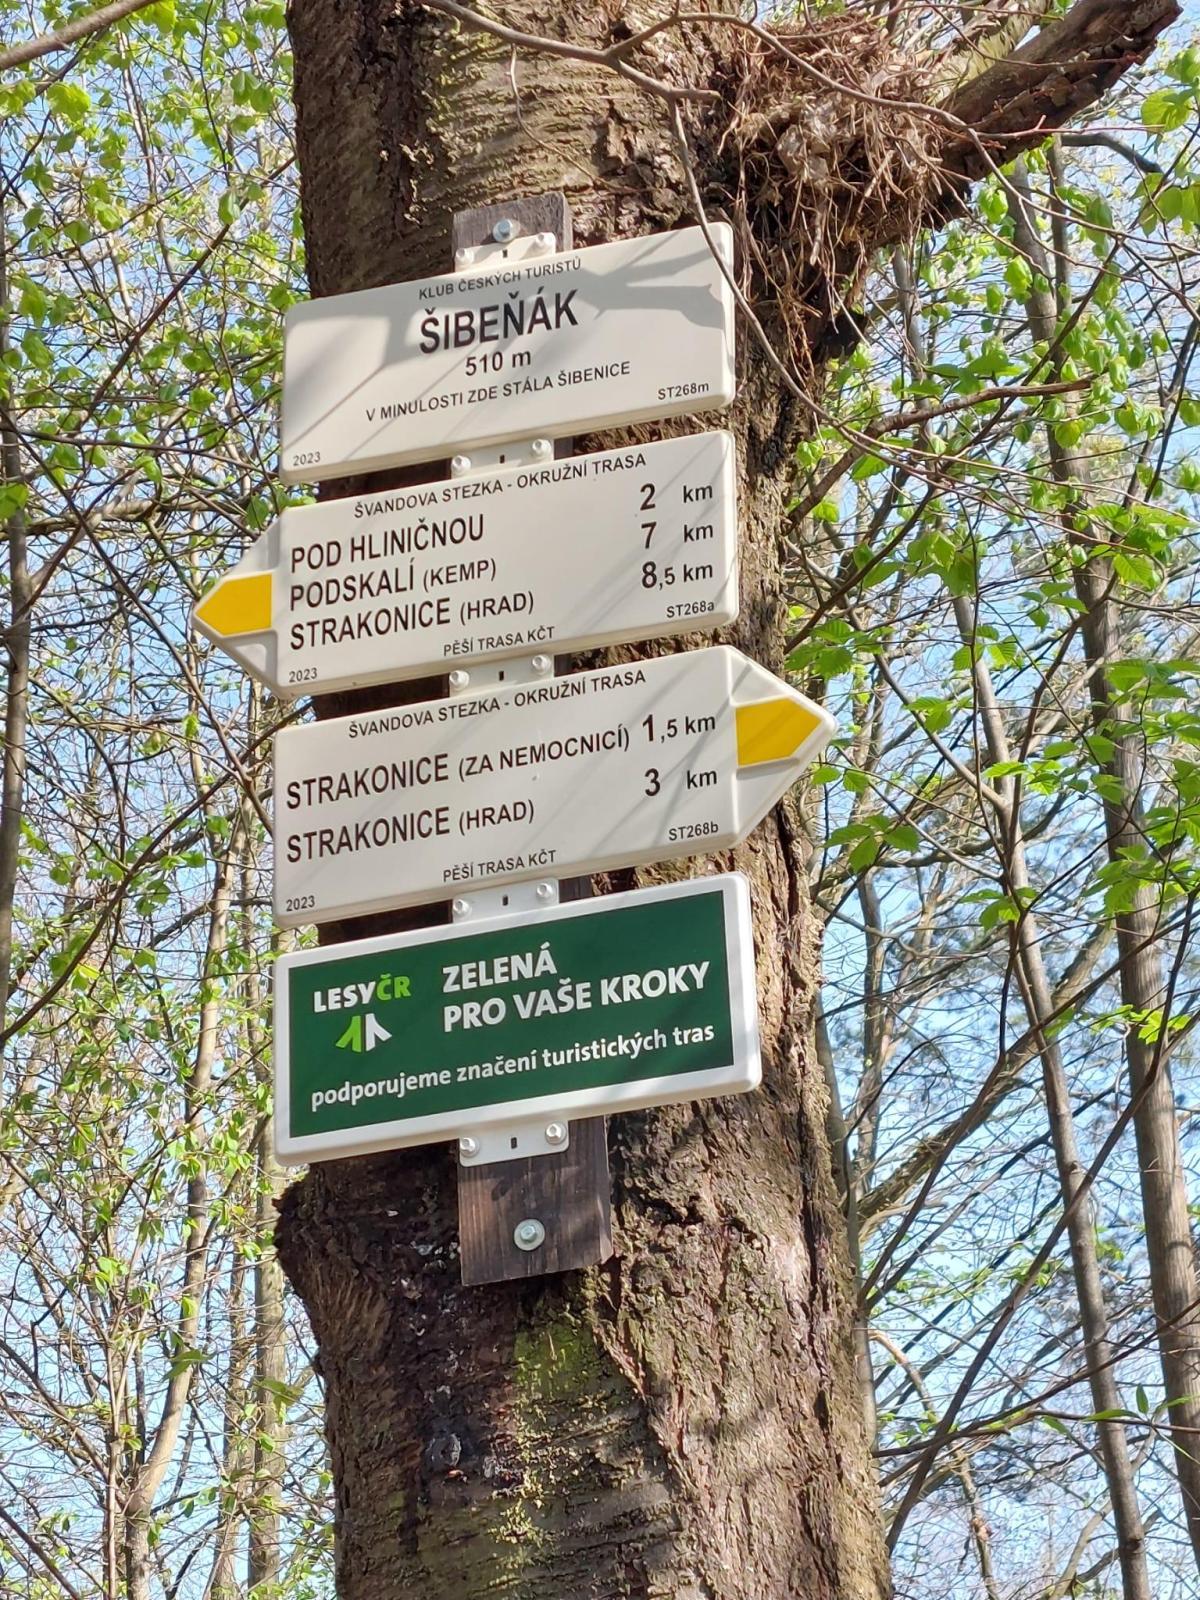 KLUB ČESKÝCH TURISTŮ
ŠIBEŇÁK
510 m
V MINULOSTI ZDE STÁLA ŠIBENICE
2023 ST268m
ŠVANDOVA STEZKA - OKRUŽNÍ TRASA
POD HLINIČNOU 2 km
PODSKALÍ (KEMP) 7 km
STRAKONICE (HRAD) 8,5 km
2023 PĚŠÍ TRASA KČT ST268a
ŠVANDOVA STEZKA - OKRUŽNÍ TRASA
STRAKONICE (ZA NEMOCNICÍ) 1,5 km
STRAKONICE (HRAD) 3 km
2023 PĚŠÍ TRASA KČT ST268b
LESYČR
ZELENÁ
PRO VAŠE KROKY
podporujeme značení turistických tras